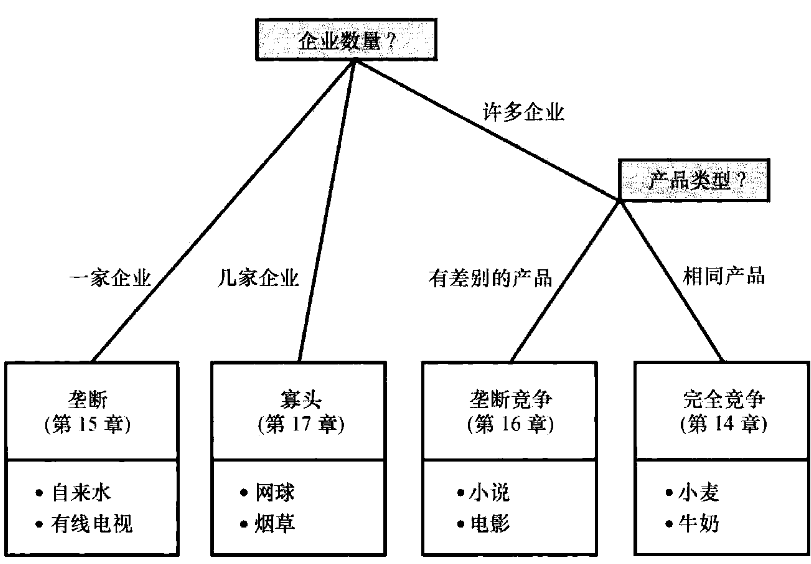 企业数量？
许多企业
产品类型？
一家企业
几家企业
有差别的产品
相同产品
垄断
(第 15 章)
• 自来水
• 有线电视
寡头
(第 17 章)
• 网球
• 烟草
垄断竞争
(第 16 章)
• 小说
• 电影
完全竞争
(第 14 章)
• 小麦
• 牛奶